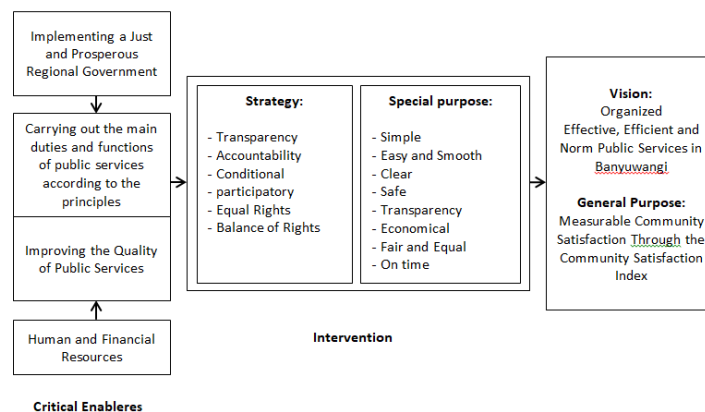 Implementing a Just
and Prosperous
Regional Government
Carrying out the main
duties and functions
of public services
according to the
principles
Improving the Quality
of Public Services
Human and Financial
Resources
Critical Enableres
Strategy:
- Transparency
- Accountability
- Conditional
- participatory
- Equal Rights
- Balance of Rights
Special purpose:
- Simple
- Easy and Smooth
- Clear
- Safe
- Transparency
- Economical
- Fair and Equal
- On time
Intervention
Vision:
Organized
Effective, Efficient and
Norm Public Services in
Banyuwangi
General Purpose:
Measurable Community
Satisfaction Through the
Community Satisfaction
Index